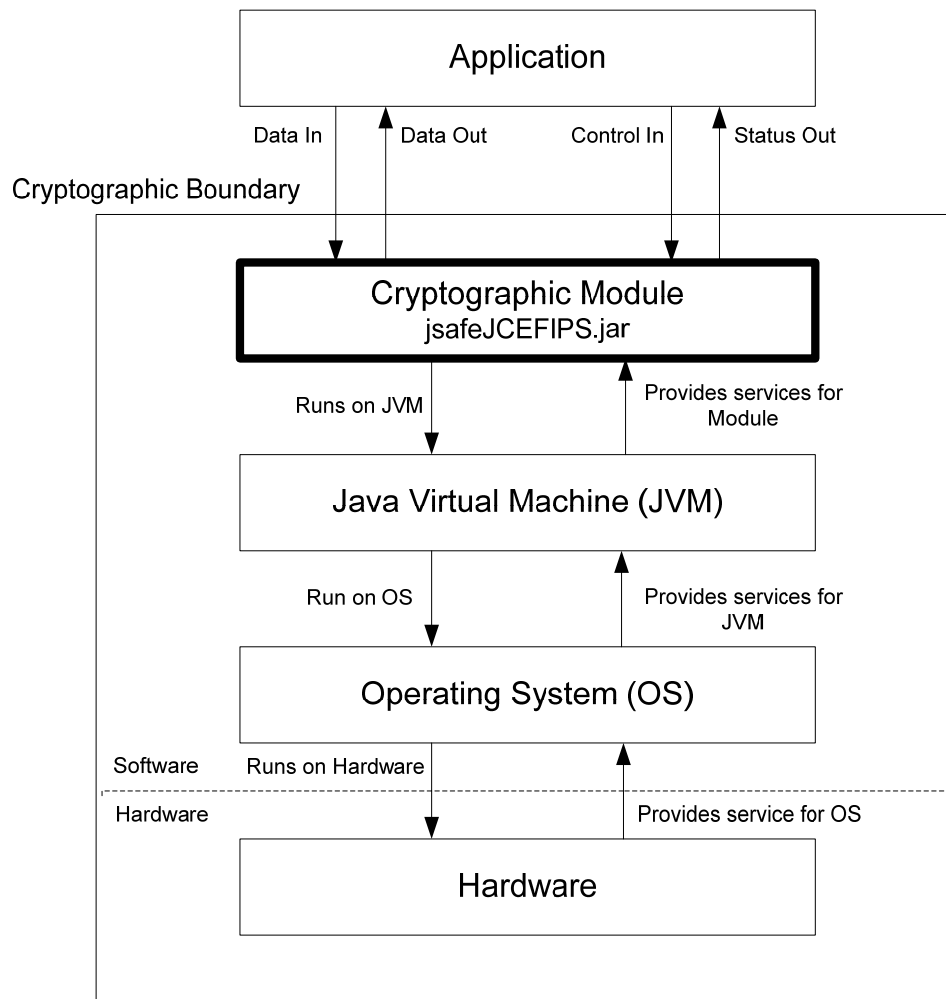 Application
Data In
Data Out
Control In
Status Out
Cryptographic Boundary
Cryptographic Module
jsafeJCEFIPS.jar
Runs on JVM
Provides services for
Module
Java Virtual Machine (JVM)
Run on OS
Provides services for
JVM
Operating System (OS)
Software
Runs on Hardware
Hardware
Provides service for OS
Hardware